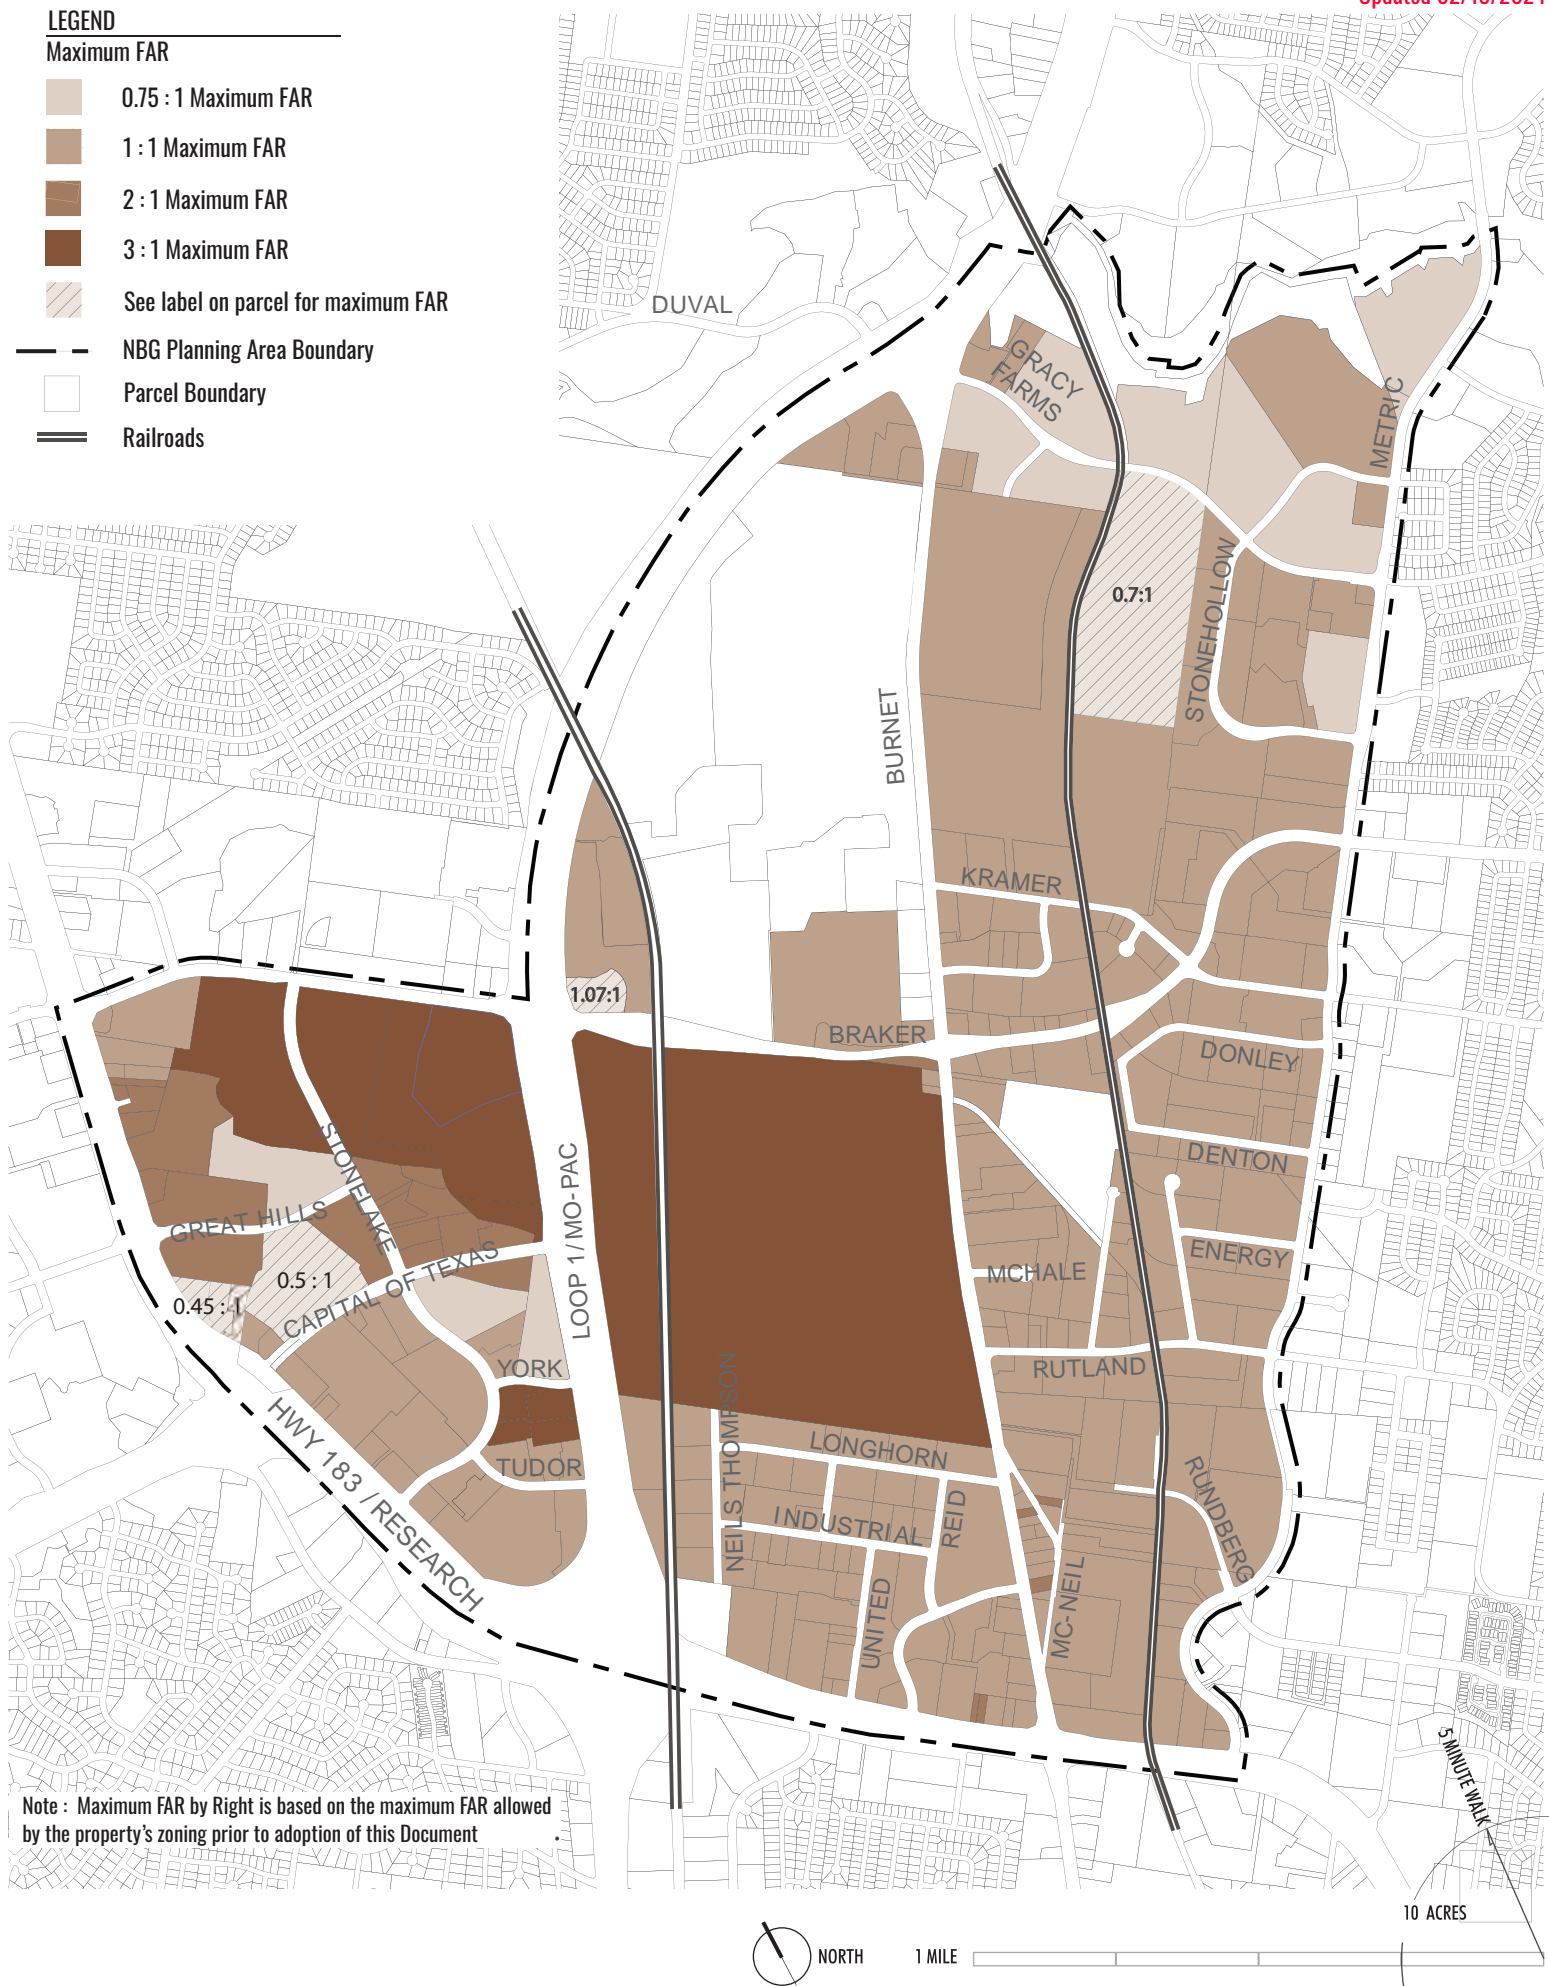 LEGEND
Maximum FAR
0.75 : 1 Maximum FAR
1 : 1 Maximum FAR
2 : 1 Maximum FAR
3 : 1 Maximum FAR
See label on parcel for maximum FAR
NBG Planning Area Boundary
Parcel Boundary
Railroads
DUVAL
GRACY
FARMS
METRIC
STONEHOLLOW
0.7:1
BURNET
KRAMER
1.07:1
BRAKER
DONLEY
DENTON
STONELAKE
LOOP 1/MO-PAC
GREAT HILLS
ENERGY
MCHALE
0.5 : 1
0.45 : 1
CAPITAL OF TEXAS
YORK
RUTLAND
HWY 183 / RESEARCH
TUDOR
NEILS THOMPSON
LONGHORN
INDUSTRIAL
REID
RUNDBERG
UNITED
MC-NEIL
5 MINUTE WALK
Note : Maximum FAR by Right is based on the maximum FAR allowed
by the property's zoning prior to adoption of this Document
10 ACRES
NORTH
1 MILE